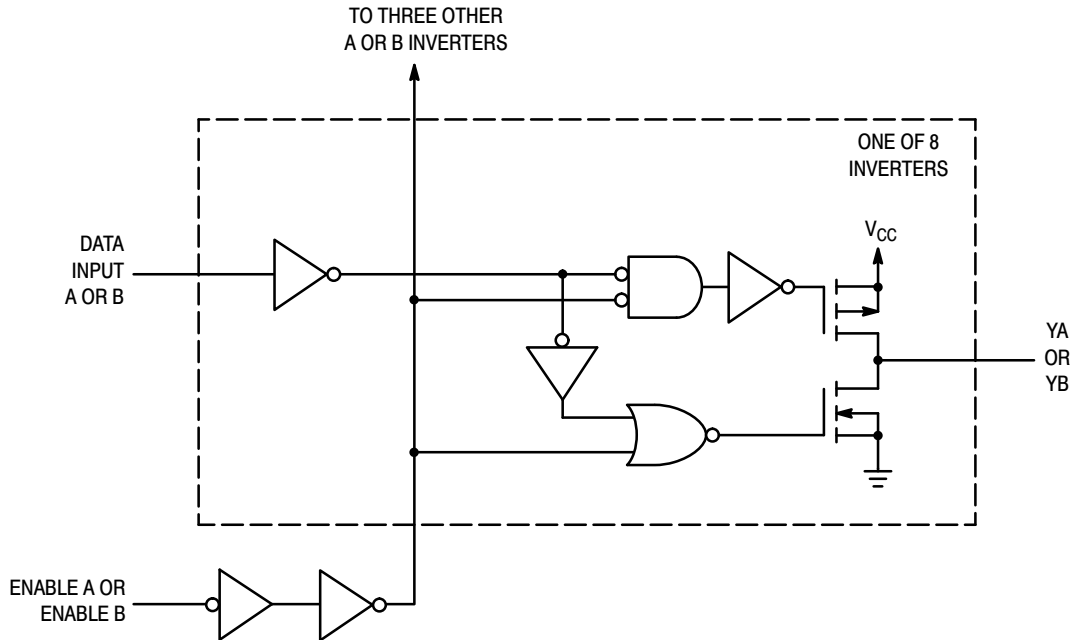 TO THREE OTHER
A OR B INVERTERS
ONE OF 8
INVERTERS
DATA
INPUT
A OR B
VCC
YA
OR
YB
ENABLE A OR
ENABLE B